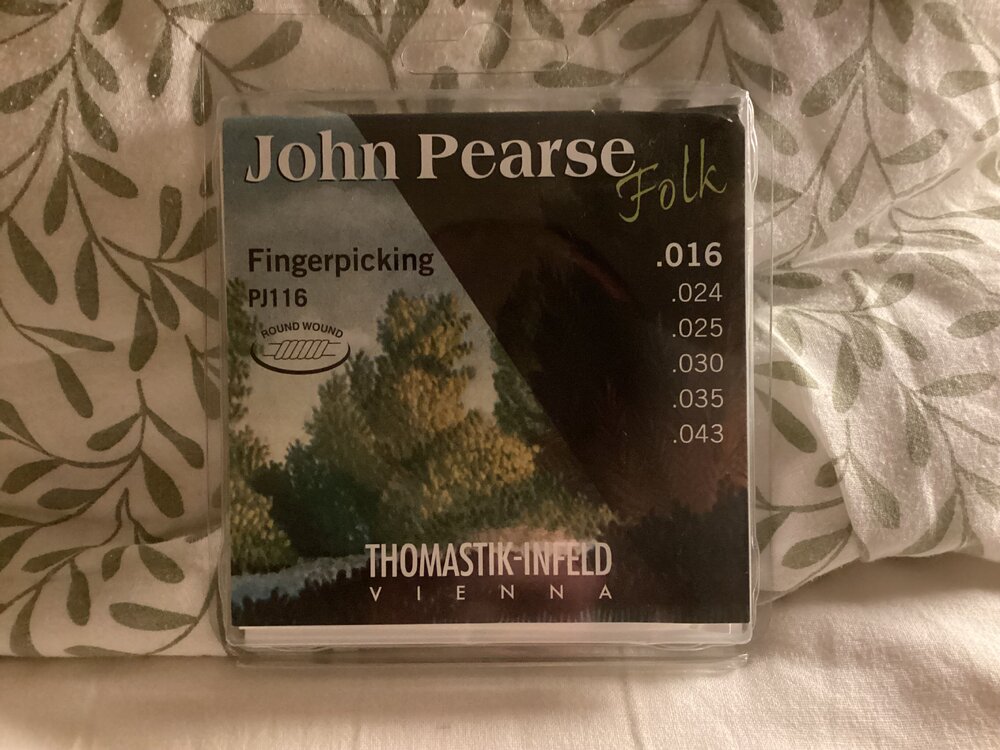 John Pearse
Folk
Fingerpicking
PJ116
ROUND WOUND
.016
.024
.025
.030
.035
.043
THOMASTIK-INFELD
VIENNA